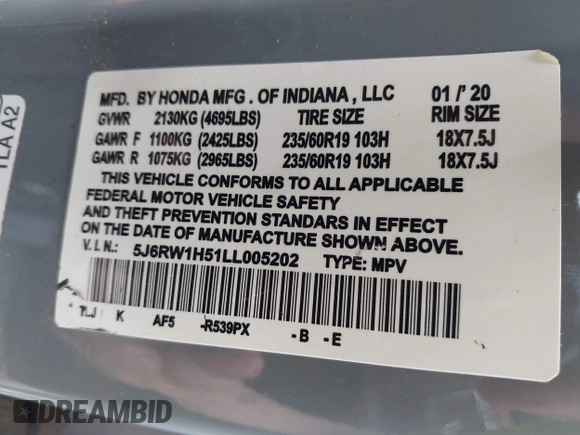 TLA A2
MFD. BY HONDA MFG. OF INDIANA, LLC 01/'20
GVWR 2130KG (4695LBS) TIRE SIZE RIM SIZE
GAWR F 1100KG (2425LBS) 235/60R19 103H 18X7.5J
GAWR R 1075KG (2965LBS) 235/60R19 103H 18X7.5J
THIS VEHICLE CONFORMS TO ALL APPLICABLE
FEDERAL MOTOR VEHICLE SAFETY
AND THEFT PREVENTION STANDARS IN EFFECT
ON THE DATE OF MANUFACTURE SHOWN ABOVE.
V.I.N.: 5J6RW1H51LL005202 TYPE: MPV
TLJ K AF5 -R539PX -B -E
DREAMBID